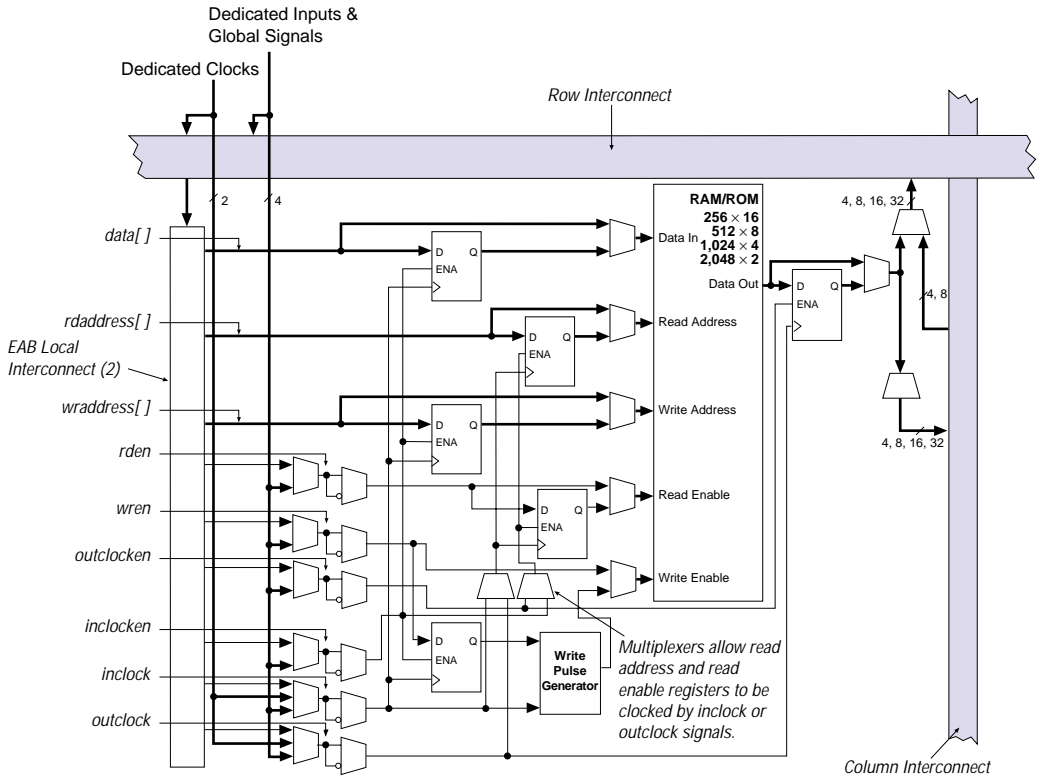 Dedicated Inputs &
Global Signals
Dedicated Clocks
Row Interconnect
2
4
4, 8, 16, 32
RAM/ROM
256 × 16
512 × 8
1,024 × 4
2,048 × 2
data[ ]
D Q
ENA
Data In
Data Out
D Q
ENA
4, 8
rdaddress[ ]
D Q
ENA
Read Address
EAB Local
Interconnect (2)
wraddress[ ]
D Q
ENA
Write Address
4, 8, 16, 32
rden
D Q
ENA
Read Enable
wren
outclocken
Write Enable
inclocken
D Q
ENA
Write
Pulse
Generator
Multiplexers allow read
address and read
enable registers to be
clocked by inclock or
outclock signals.
inclock
outclock
Column Interconnect